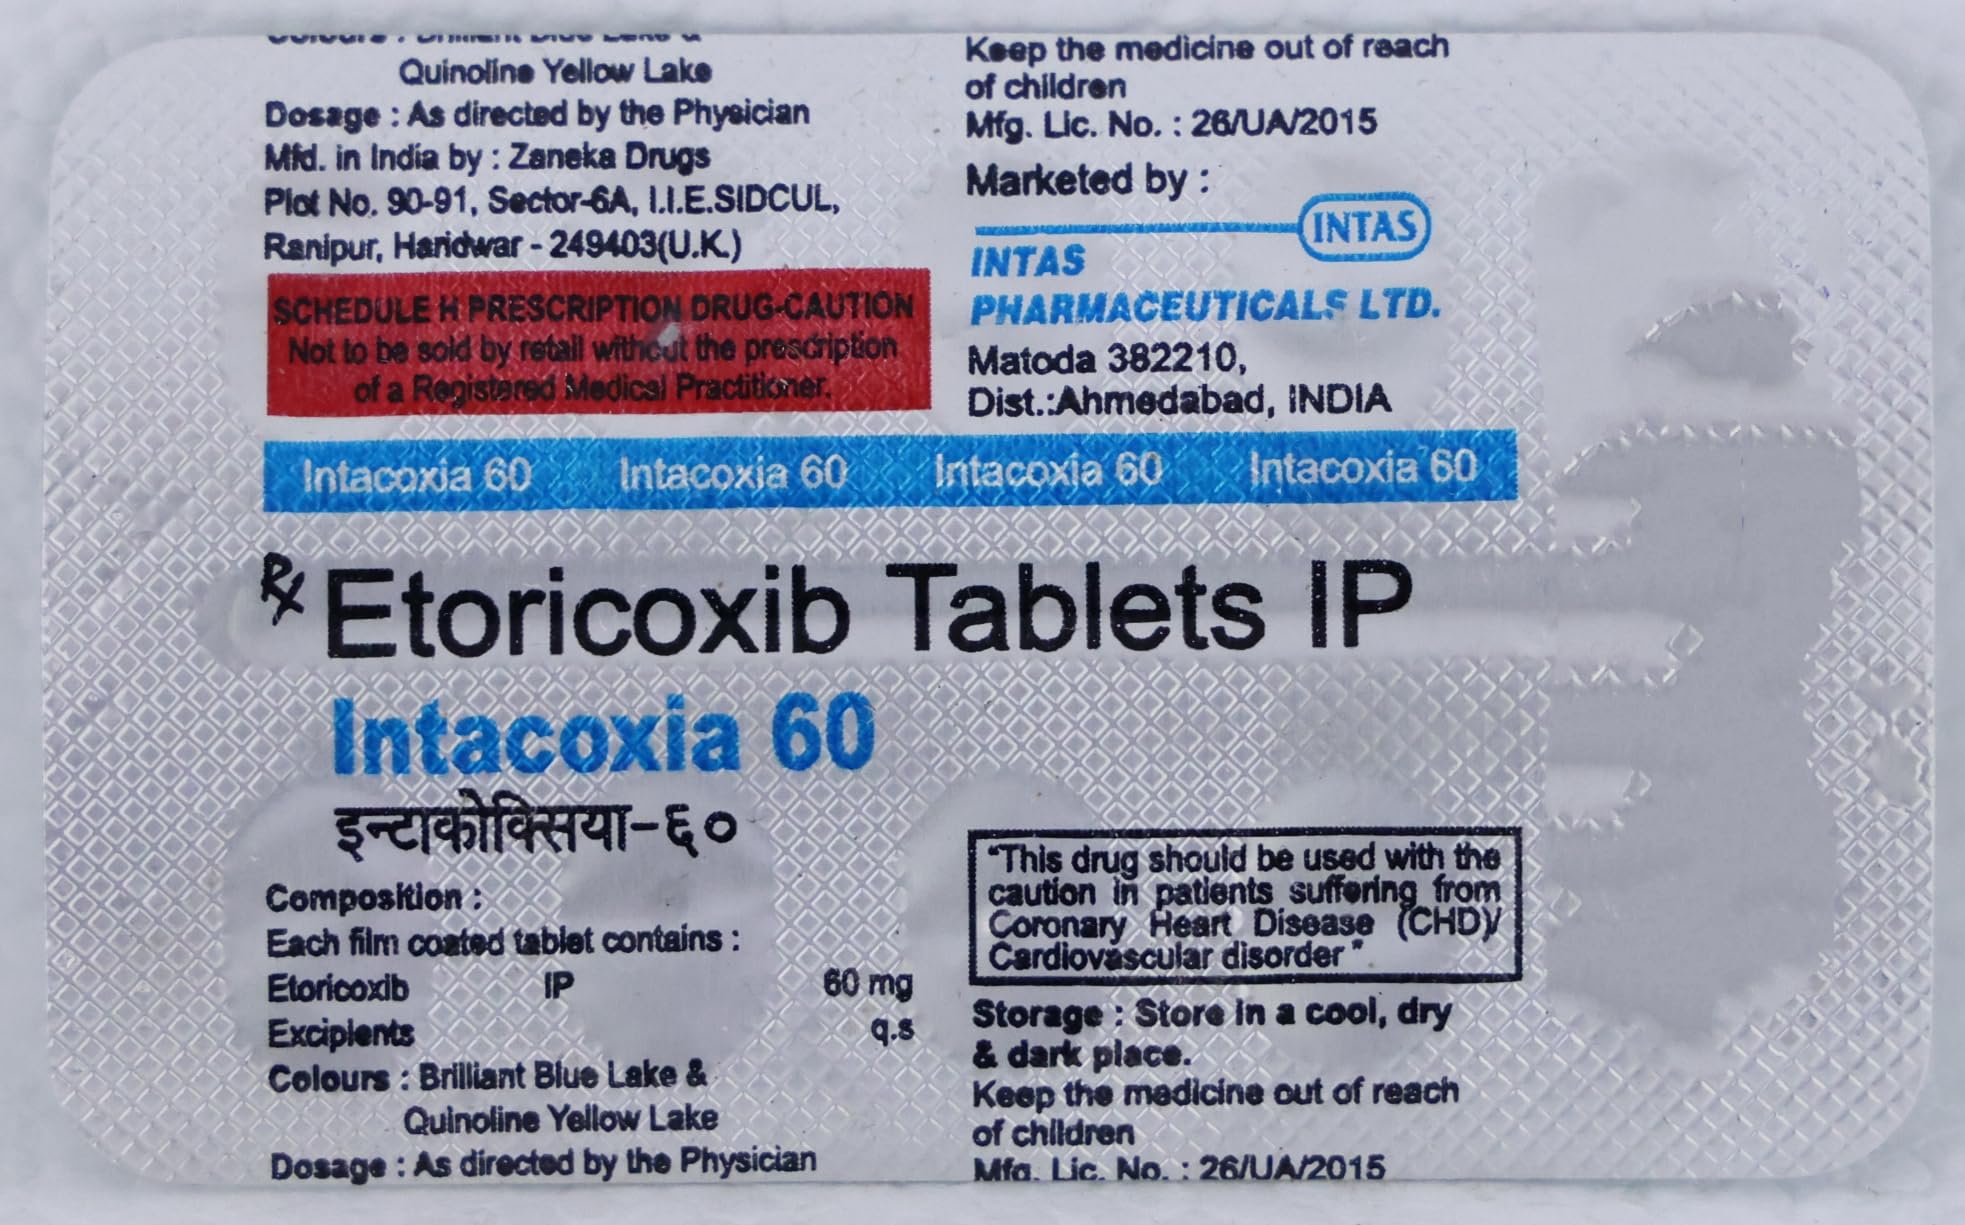 Colours : Brilliant Blue Lake &
Quinoline Yellow Lake
Dosage : As directed by the Physician
Mfd. in India by : Zaneka Drugs
Plot No. 90-91, Sector-6A, I.I.E.SIDCUL,
Ranipur, Haridwar - 249403(U.K.)
SCHEDULE H PRESCRIPTION DRUG-CAUTION
Not to be sold by retail without the prescription
of a Registered Medical Practitioner.
Keep the medicine out of reach
of children
Mfg. Lic. No. : 26/UA/2015
Marketed by :
INTAS
INTAS
PHARMACEUTICALS LTD.
Matoda 382210,
Dist.:Ahmedabad, INDIA
Intacoxia 60 Intacoxia 60 Intacoxia 60 Intacoxia 60
Rx Etoricoxib Tablets IP
Intacoxia 60
इन्टाकोक्सिया-६०
Composition :
Each film coated tablet contains :
Etoricoxib IP 60 mg
Excipients q.s
Colours : Brilliant Blue Lake &
Quinoline Yellow Lake
Dosage : As directed by the Physician
"This drug should be used with the
caution in patients suffering from
Coronary Heart Disease (CHD)/
Cardiovascular disorder"
Storage : Store in a cool, dry
& dark place.
Keep the medicine out of reach
of children
Mfg. Lic. No. : 26/UA/2015